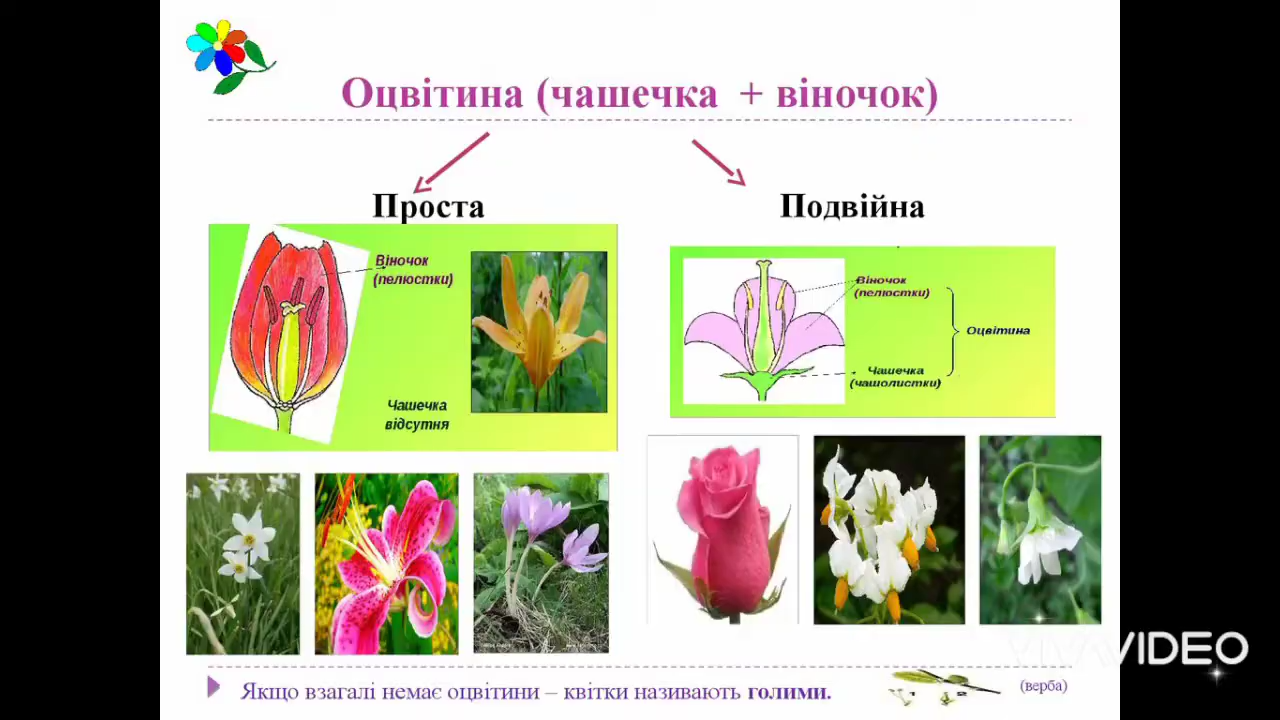 Оцвітина (чашечка + віночок)
Проста
Подвійна
Віночок
(пелюстки)
Чашечка
відсутня
Віночок
(пелюстки)
Оцвітина
Чашечка
(чашолистки)
Якщо взагалі немає оцвітини – квітки називають голими.
(верба)
VIVAVIDEO